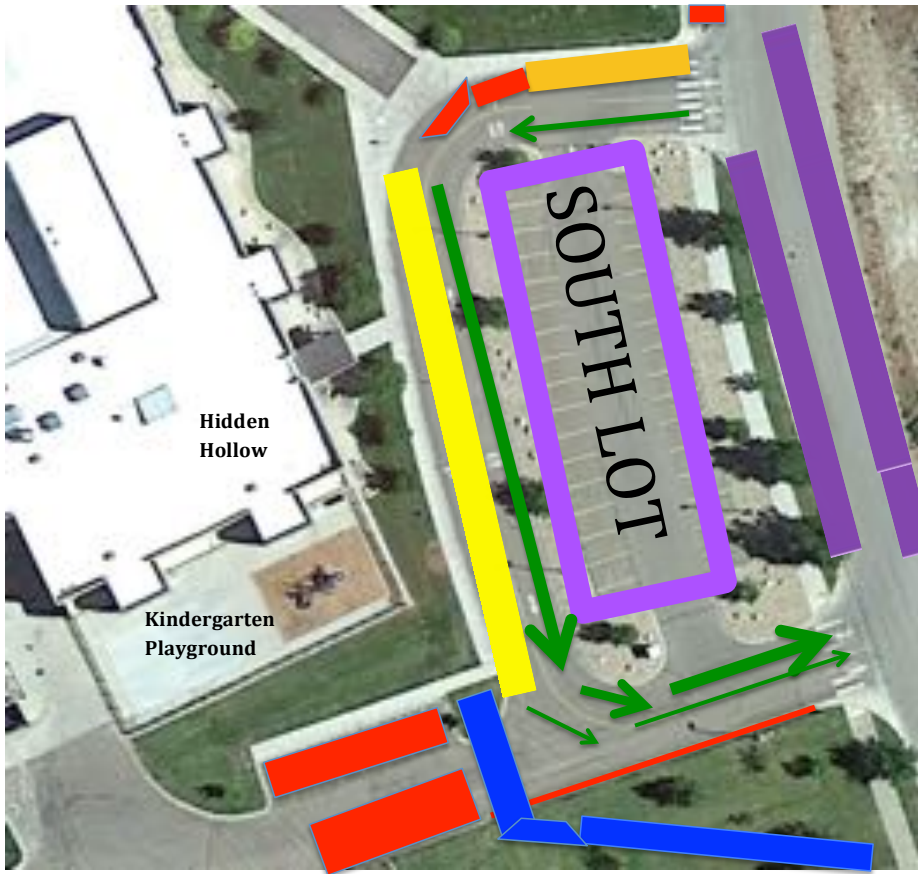 SOUTH LOT
Hidden
Hollow
Kindergarten
Playground